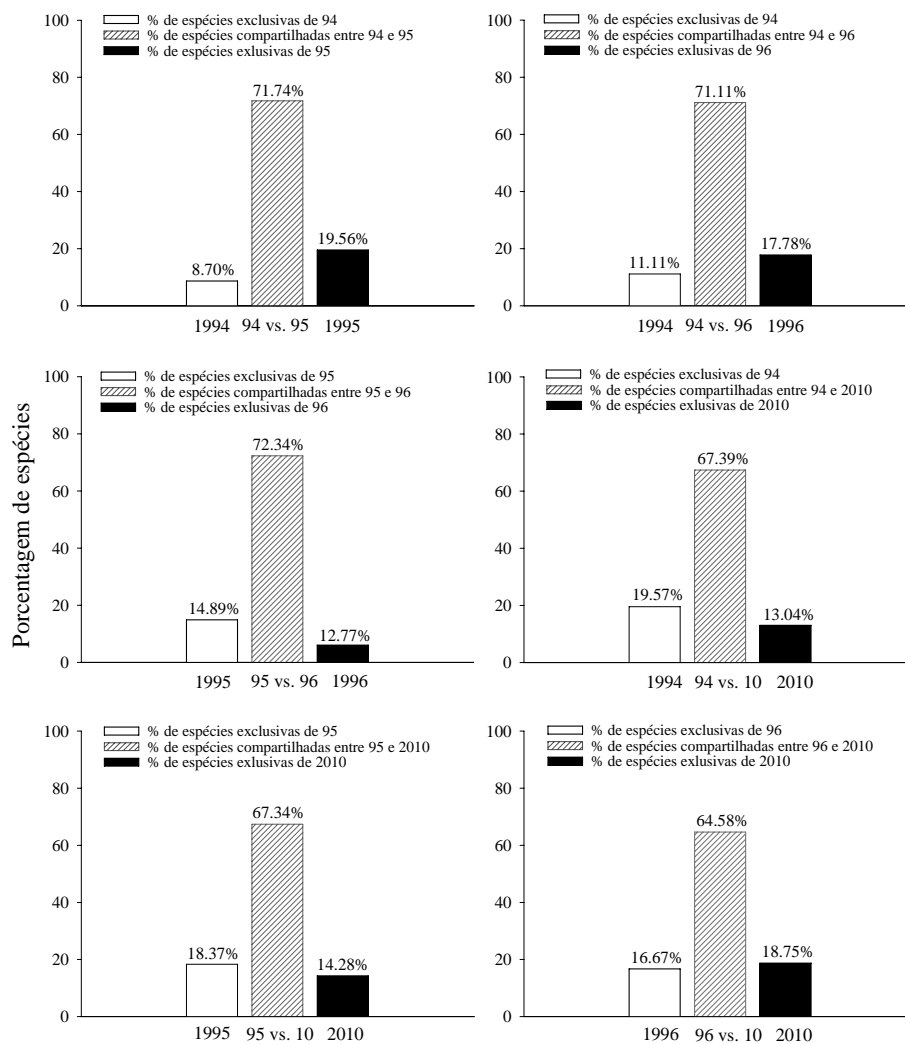 Porcentagem de espécies
100
80
60
40
20
0
% de espécies exclusivas de 94
% de espécies compartilhadas entre 94 e 95
% de espécies exlusivas de 95
8.70%
71.74%
19.56%
1994 94 vs. 95 1995
100
80
60
40
20
0
% de espécies exclusivas de 94
% de espécies compartilhadas entre 94 e 96
% de espécies exlusivas de 96
11.11%
71.11%
17.78%
1994 94 vs. 96 1996
100
80
60
40
20
0
% de espécies exclusivas de 95
% de espécies compartilhadas entre 95 e 96
% de espécies exlusivas de 96
14.89%
72.34%
12.77%
1995 95 vs. 96 1996
100
80
60
40
20
0
% de espécies exclusivas de 94
% de espécies compartilhadas entre 94 e 2010
% de espécies exlusivas de 2010
19.57%
67.39%
13.04%
1994 94 vs. 10 2010
100
80
60
40
20
0
% de espécies exclusivas de 95
% de espécies compartilhadas entre 95 e 2010
% de espécies exlusivas de 2010
18.37%
67.34%
14.28%
1995 95 vs. 10 2010
100
80
60
40
20
0
% de espécies exclusivas de 96
% de espécies compartilhadas entre 96 e 2010
% de espécies exlusivas de 2010
16.67%
64.58%
18.75%
1996 96 vs. 10 2010